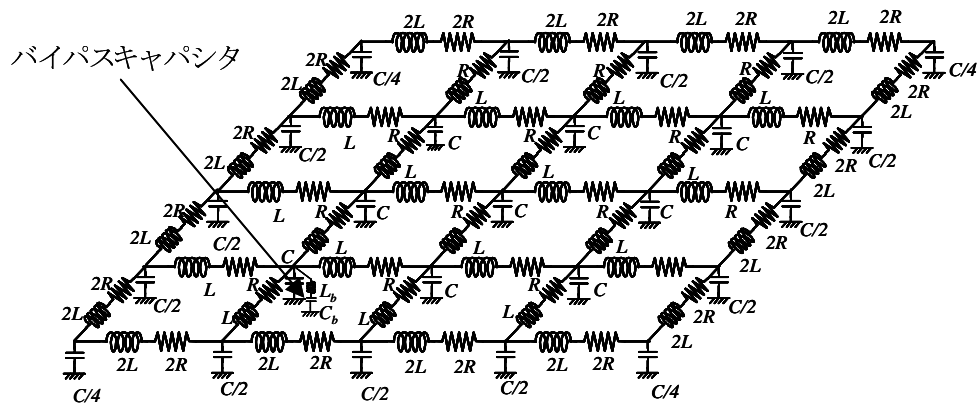 2L 2R 2L 2R 2L 2R 2L 2R
バイパスキャパシタ
2R C/4 R C/2 R C/2 R C/2 2R C/4
2L L L L L R L R L R L R 2L
2R C/2 R C R C R C 2R C/2
2L L L L L R 2L
2R C/2 R C R C R C 2R C/2
2L C L L L 2L
2R C/2 L R L_b C_b R C R C 2R C/2
2L L L L 2L
2L 2R 2L 2R 2L 2R 2L 2R
C/4 C/2 C/2 C/2 C/4